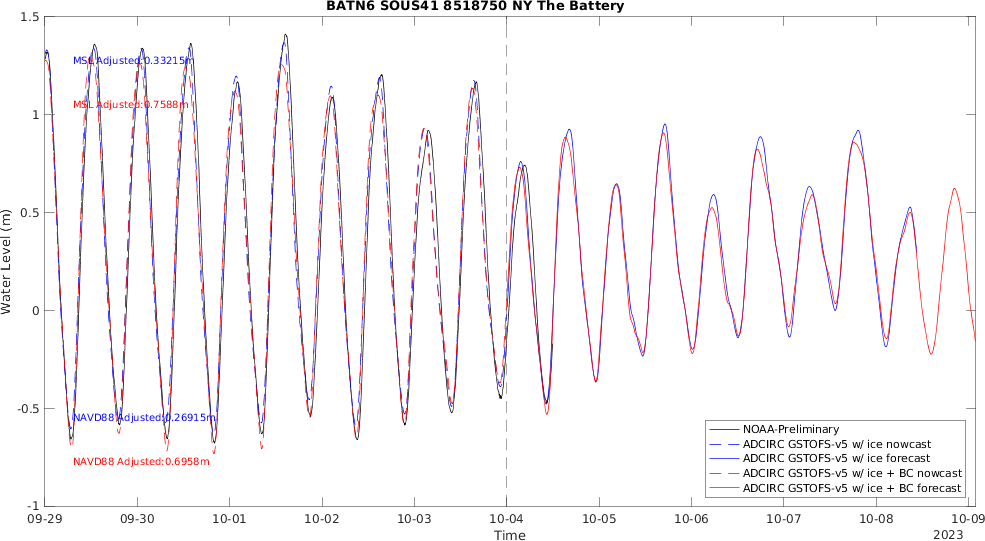 BATN6 SOUS41 8518750 NY The Battery
1.5
1
0.5
0
-0.5
-1
Water Level (m)
MSL Adjusted:0.33215m
MSL Adjusted:0.7588m
NAVD88 Adjusted:0.26915m
NAVD88 Adjusted:0.6958m
NOAA-Preliminary
ADCIRC GSTOFS-v5 w/ ice nowcast
ADCIRC GSTOFS-v5 w/ ice forecast
ADCIRC GSTOFS-v5 w/ ice + BC nowcast
ADCIRC GSTOFS-v5 w/ ice + BC forecast
09-29 09-30 10-01 10-02 10-03 10-04 10-05 10-06 10-07 10-08 10-09
Time
2023